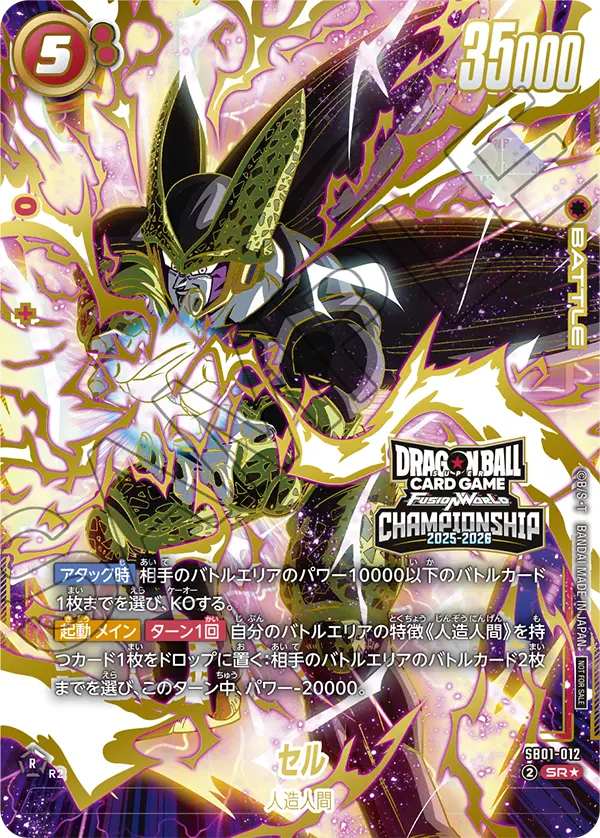 5
35000
0
BATTLE
DRAGONBALL
SUPER
CARD GAME
FUSION WORLD
CHAMPIONSHIP
2025-2026
アタック時 相手のバトルエリアのパワー10000以下のバトルカード
1枚までを選び、KOする。
起動メイン ターン1回 自分のバトルエリアの特徴《人造人間》を持
つカード1枚をドロップに置く:相手のバトルエリアのバトルカード2枚
までを選び、このターン中、パワー-20000。
©B/S・T BANDAI MADE IN JAPAN
NOT FOR SALE
セル
人造人間
R
R2
SB01-012
2 SR★
SAMPLE